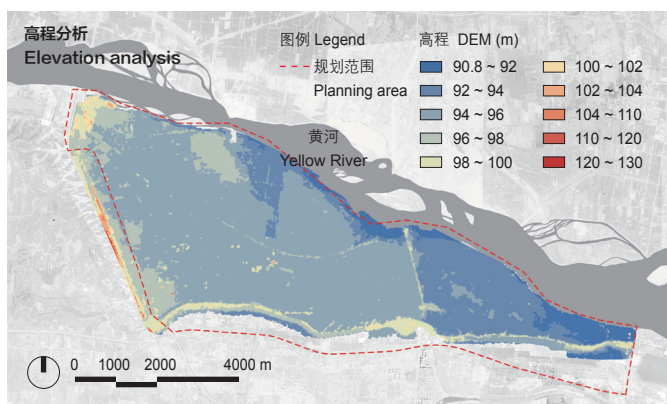 高程分析
Elevation analysis
图例 Legend
规划范围
Planning area
黄河
Yellow River
高程 DEM (m)
90.8 ~ 92
92 ~ 94
94 ~ 96
96 ~ 98
98 ~ 100
100 ~ 102
102 ~ 104
104 ~ 110
110 ~ 120
120 ~ 130
0 1000 2000 4000 m